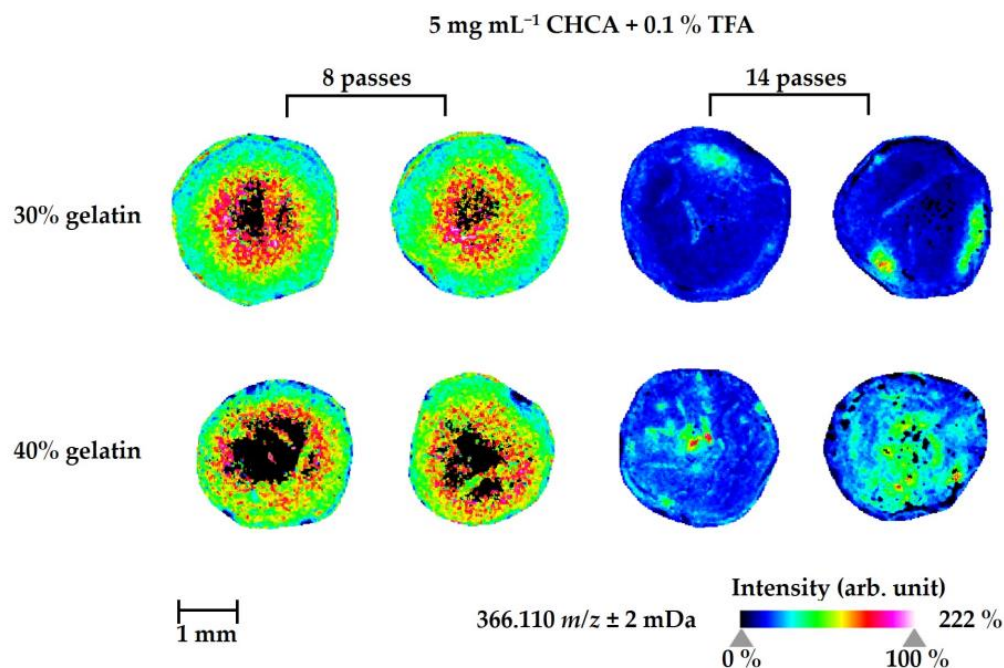 5 mg mL⁻¹ CHCA + 0.1 % TFA
8 passes 14 passes
30% gelatin
40% gelatin
Intensity (arb. unit)
366.110 m/z ± 2 mDa 222 %
1 mm 0 % 100 %